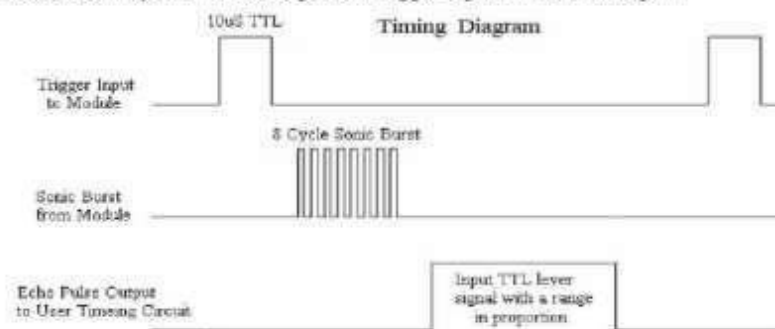 10uS TTL
Timing Diagram
Trigger Input
to Module
8 Cycle Sonic Burst
Sonic Burst
from Module
Echo Pulse Output
to User Timeing Circuit
Input TTL lever
signal with a range
in proportion